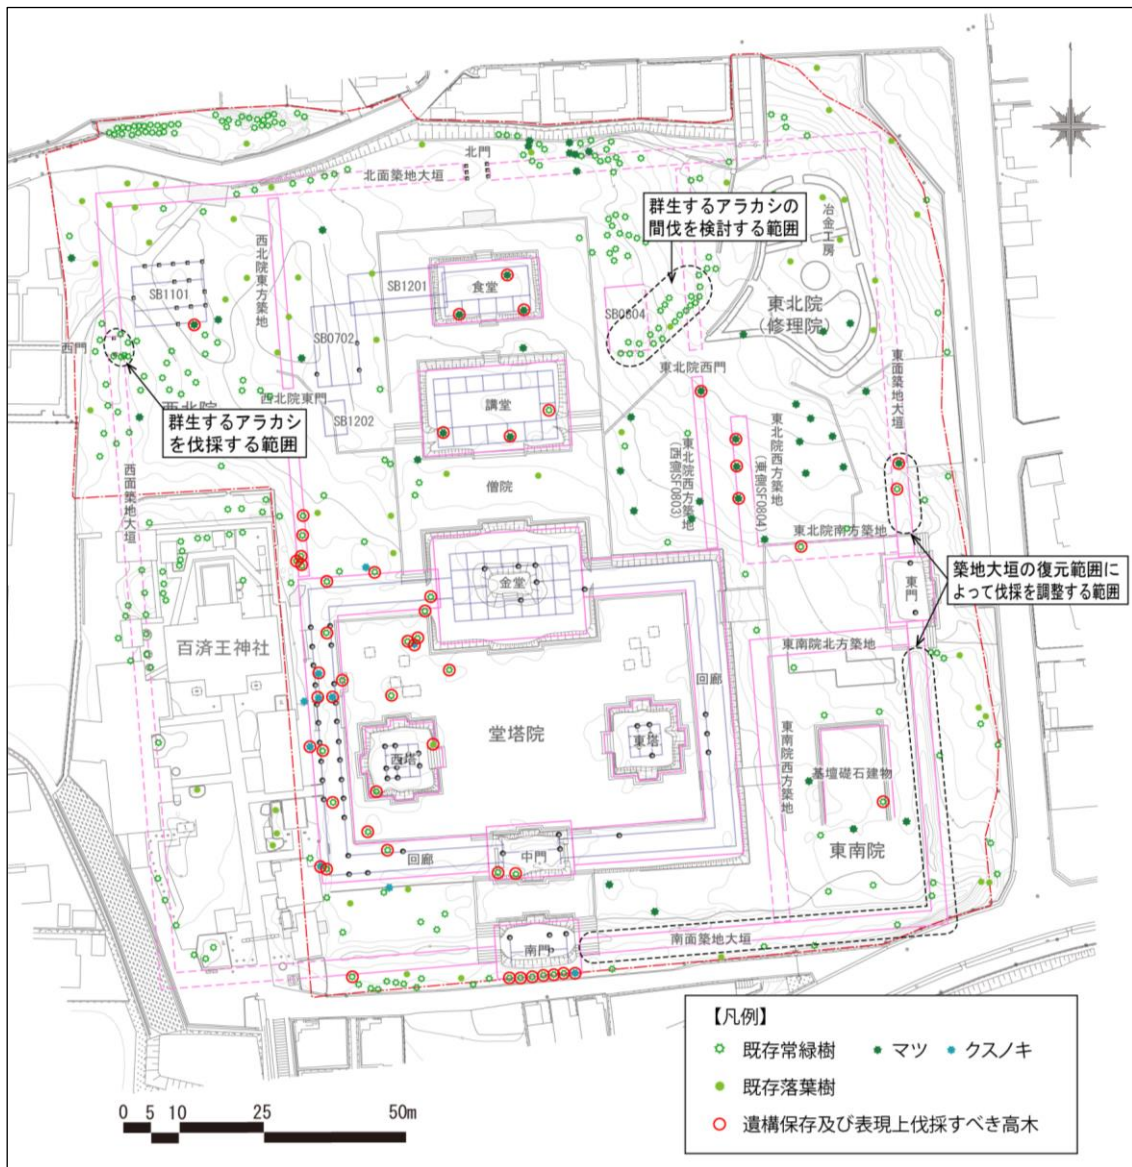 北門
北面築地大垣
群生するアラカシの
間伐を検討する範囲
冶金工房
西北院東方築地
SB1101
SB1201
食堂
SB0702
SB0804
東北院
(修理院)
西門
東北院西門
東面築地大垣
西北院
西北院東門
講堂
SB1202
群生するアラカシ
を伐採する範囲
西面築地大垣
僧院
東北院西方築地
(西側SF0803)
東北院西方築地
(東側SF0804)
東北院南方築地
金堂
東門
築地大垣の復元範囲に
よって伐採を調整する範囲
百済王神社
東南院北方築地
回廊
堂塔院
西塔
東塔
東南院西方築地
基壇礎石建物
東南院
回廊
中門
南門
南面築地大垣
【凡例】
既存常緑樹
マツ
クスノキ
既存落葉樹
遺構保存及び表現上伐採すべき高木
0 5 10 25 50m